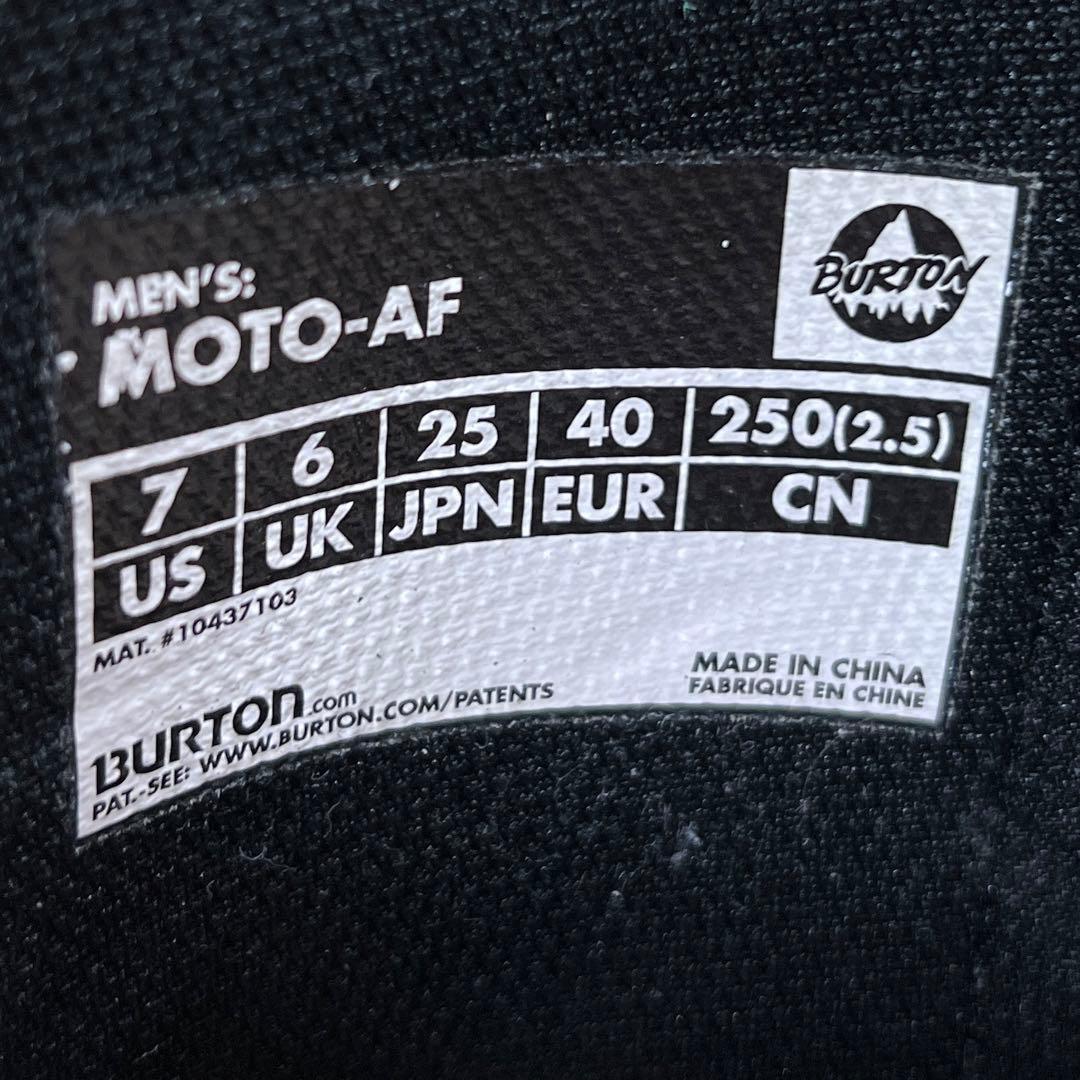 MEN'S:
MOTO-AF
BURTON
7 6 25 40 250(2.5)
US UK JPN EUR CN
MAT. #10437103
BURTON.com
PAT.-SEE: WWW.BURTON.COM/PATENTS
MADE IN CHINA
FABRIQUE EN CHINE